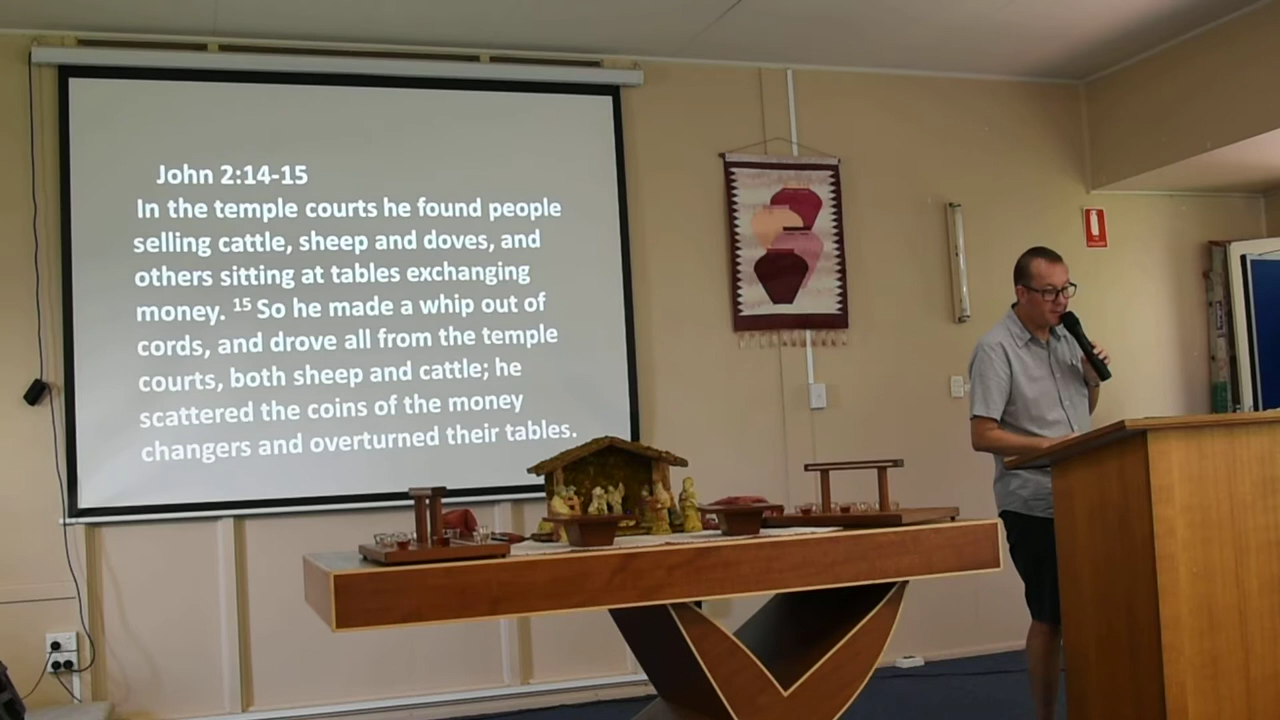 John 2:14-15
In the temple courts he found people
selling cattle, sheep and doves, and
others sitting at tables exchanging
money. ¹⁵ So he made a whip out of
cords, and drove all from the temple
courts, both sheep and cattle; he
scattered the coins of the money
changers and overturned their tables.